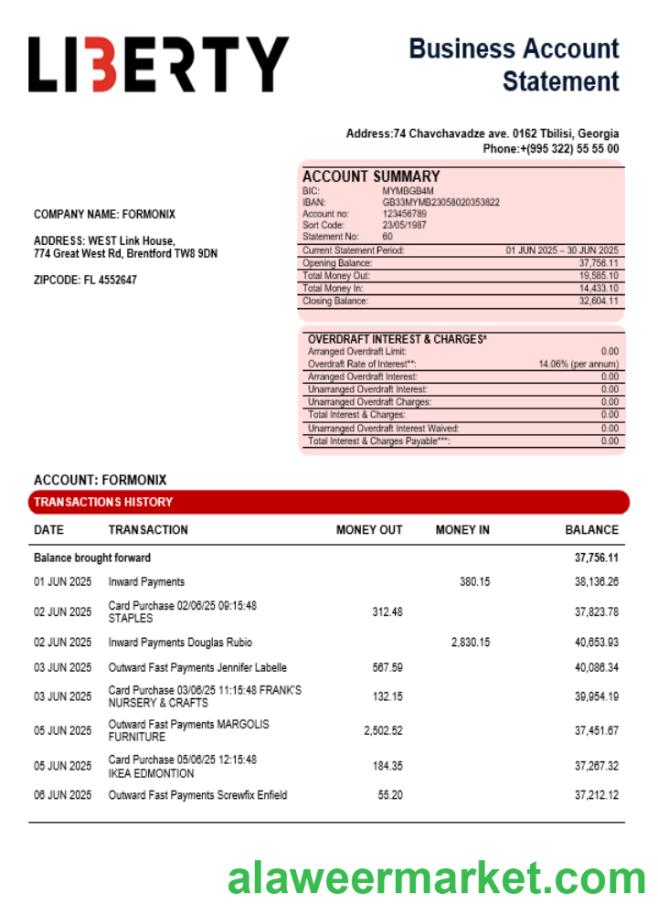 LIBERTY
Business Account
Statement
Address:74 Chavchavadze ave. 0162 Tbilisi, Georgia
Phone:+(995 322) 55 55 00
COMPANY NAME: FORMONIX
ADDRESS: WEST Link House,
774 Great West Rd, Brentford TW8 9DN
ZIPCODE: FL 4552647
ACCOUNT SUMMARY
BIC: MYMBGB4M
IBAN: GB33MYMB23058020353822
Account no: 123456789
Sort Code: 23/05/1987
Statement No: 60
Current Statement Period: 01 JUN 2025 – 30 JUN 2025
Opening Balance: 37,756.11
Total Money Out: 19,585.10
Total Money In: 14,433.10
Closing Balance: 32,604.11
OVERDRAFT INTEREST & CHARGES*
Arranged Overdraft Limit: 0.00
Overdraft Rate of Interest**: 14.06% (per annum)
Arranged Overdraft Interest: 0.00
Unarranged Overdraft Interest: 0.00
Unarranged Overdraft Charges: 0.00
Total Interest & Charges: 0.00
Unarranged Overdraft Interest Waived: 0.00
Total Interest & Charges Payable***: 0.00
ACCOUNT: FORMONIX
TRANSACTIONS HISTORY
DATE TRANSACTION MONEY OUT MONEY IN BALANCE
Balance brought forward 37,756.11
01 JUN 2025 Inward Payments 380.15 38,136.26
02 JUN 2025 Card Purchase 02/06/25 09:15:48 312.48 37,823.78
STAPLES
02 JUN 2025 Inward Payments Douglas Rubio 2,830.15 40,653.93
03 JUN 2025 Outward Fast Payments Jennifer Labelle 567.59 40,086.34
03 JUN 2025 Card Purchase 03/06/25 11:15:48 FRANK'S 132.15 39,954.19
NURSERY & CRAFTS
05 JUN 2025 Outward Fast Payments MARGOLIS 2,502.52 37,451.67
FURNITURE
05 JUN 2025 Card Purchase 05/06/25 12:15:48 184.35 37,267.32
IKEA EDMONTION
06 JUN 2025 Outward Fast Payments Screwfix Enfield 55.20 37,212.12
alaweermarket.com